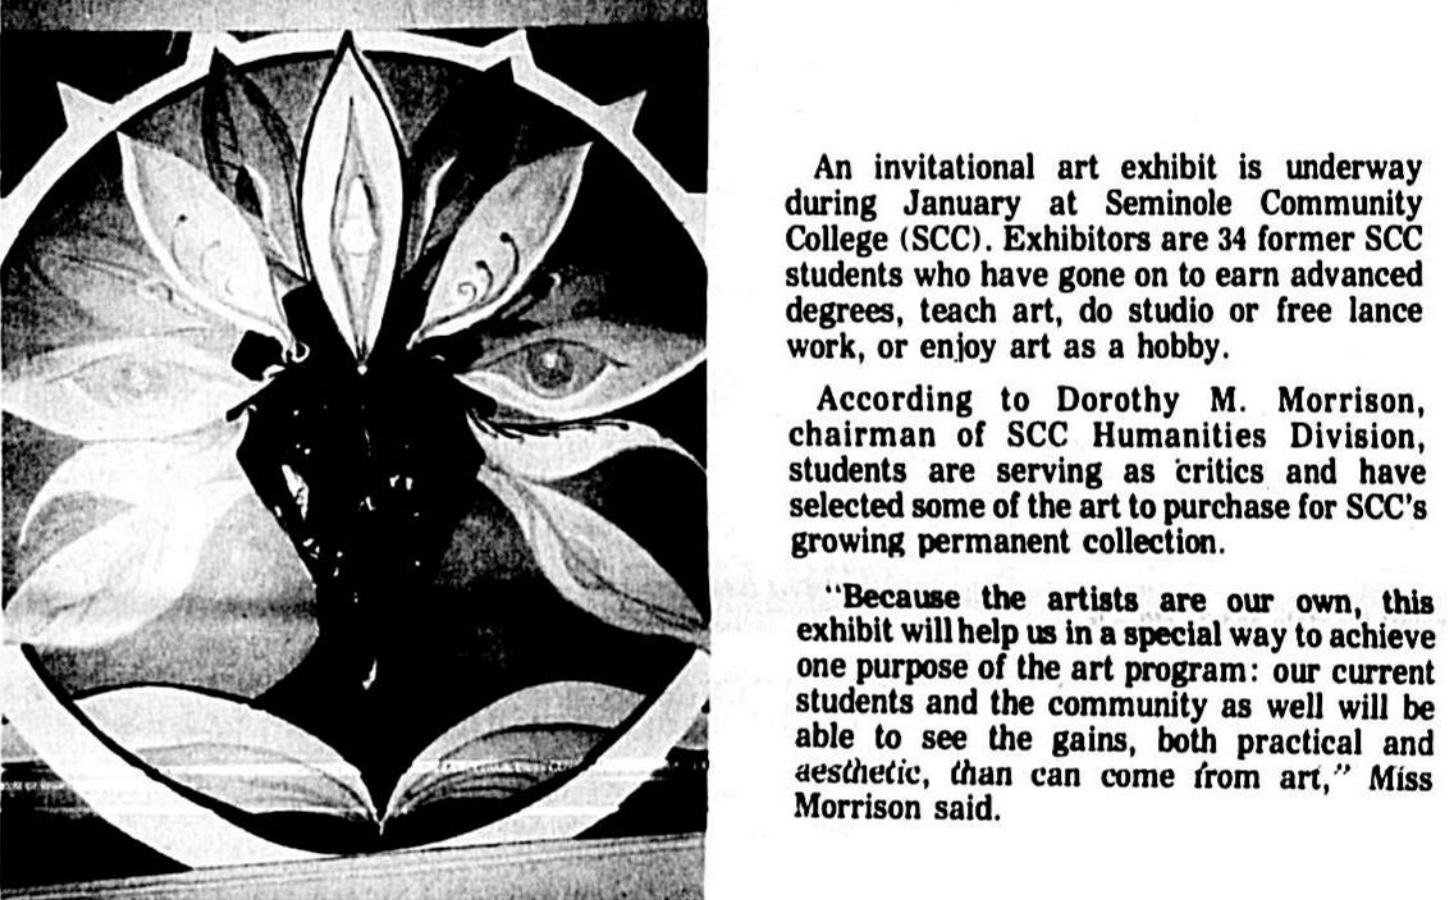 An invitational art exhibit is underway
during January at Seminole Community
College (SCC). Exhibitors are 34 former SCC
students who have gone on to earn advanced
degrees, teach art, do studio or free lance
work, or enjoy art as a hobby.
According to Dorothy M. Morrison,
chairman of SCC Humanities Division,
students are serving as critics and have
selected some of the art to purchase for SCC's
growing permanent collection.
"Because the artists are our own, this
exhibit will help us in a special way to achieve
one purpose of the art program: our current
students and the community as well will be
able to see the gains, both practical and
aesthetic, than can come from art," Miss
Morrison said.